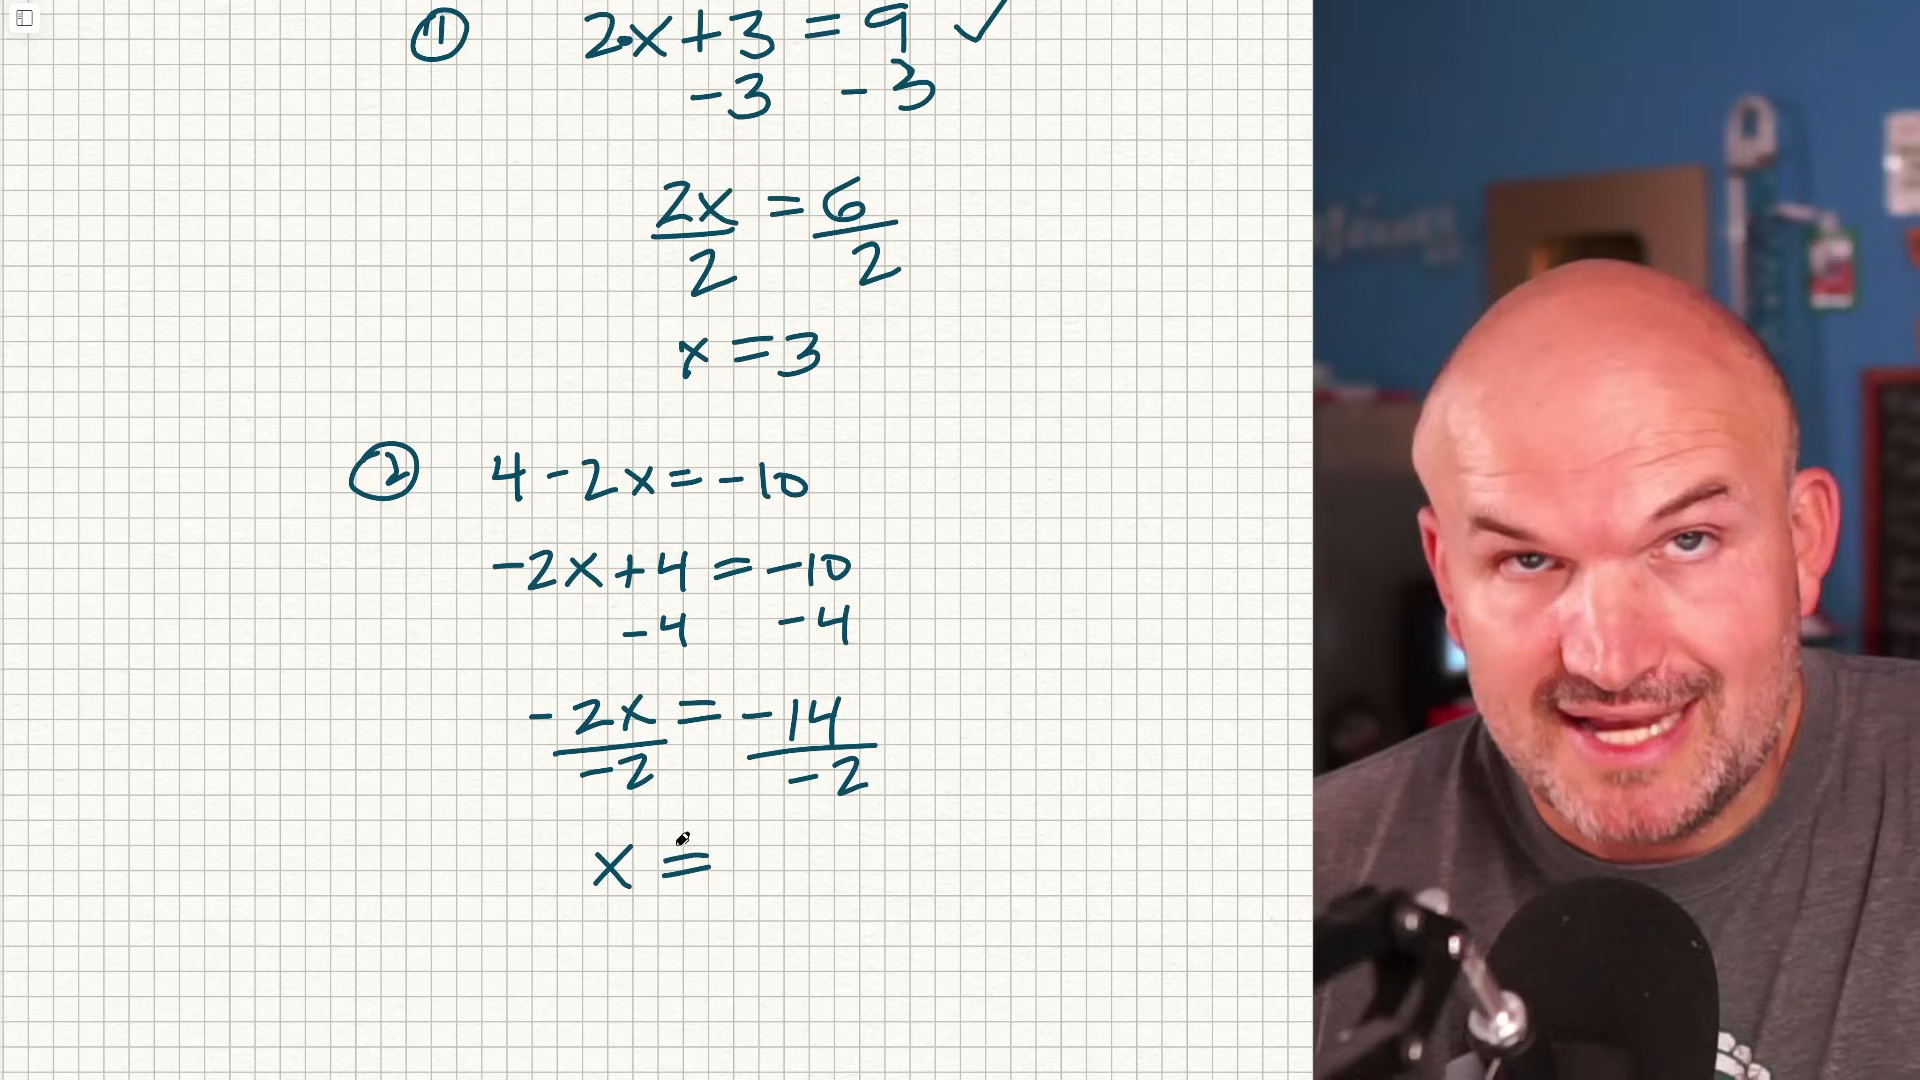 ① 2·x+3=9 ✓
-3 -3
2x = 6
2 2
x = 3
② 4-2x=-10
-2x+4=-10
-4 -4
-2x = -14
-2 -2
x =